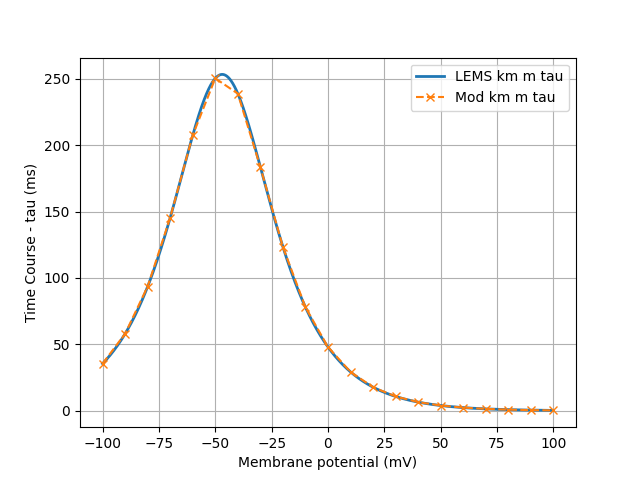 LEMS km m tau
Mod km m tau
250
200
150
100
50
0
Time Course - tau (ms)
−100 −75 −50 −25 0 25 50 75 100
Membrane potential (mV)